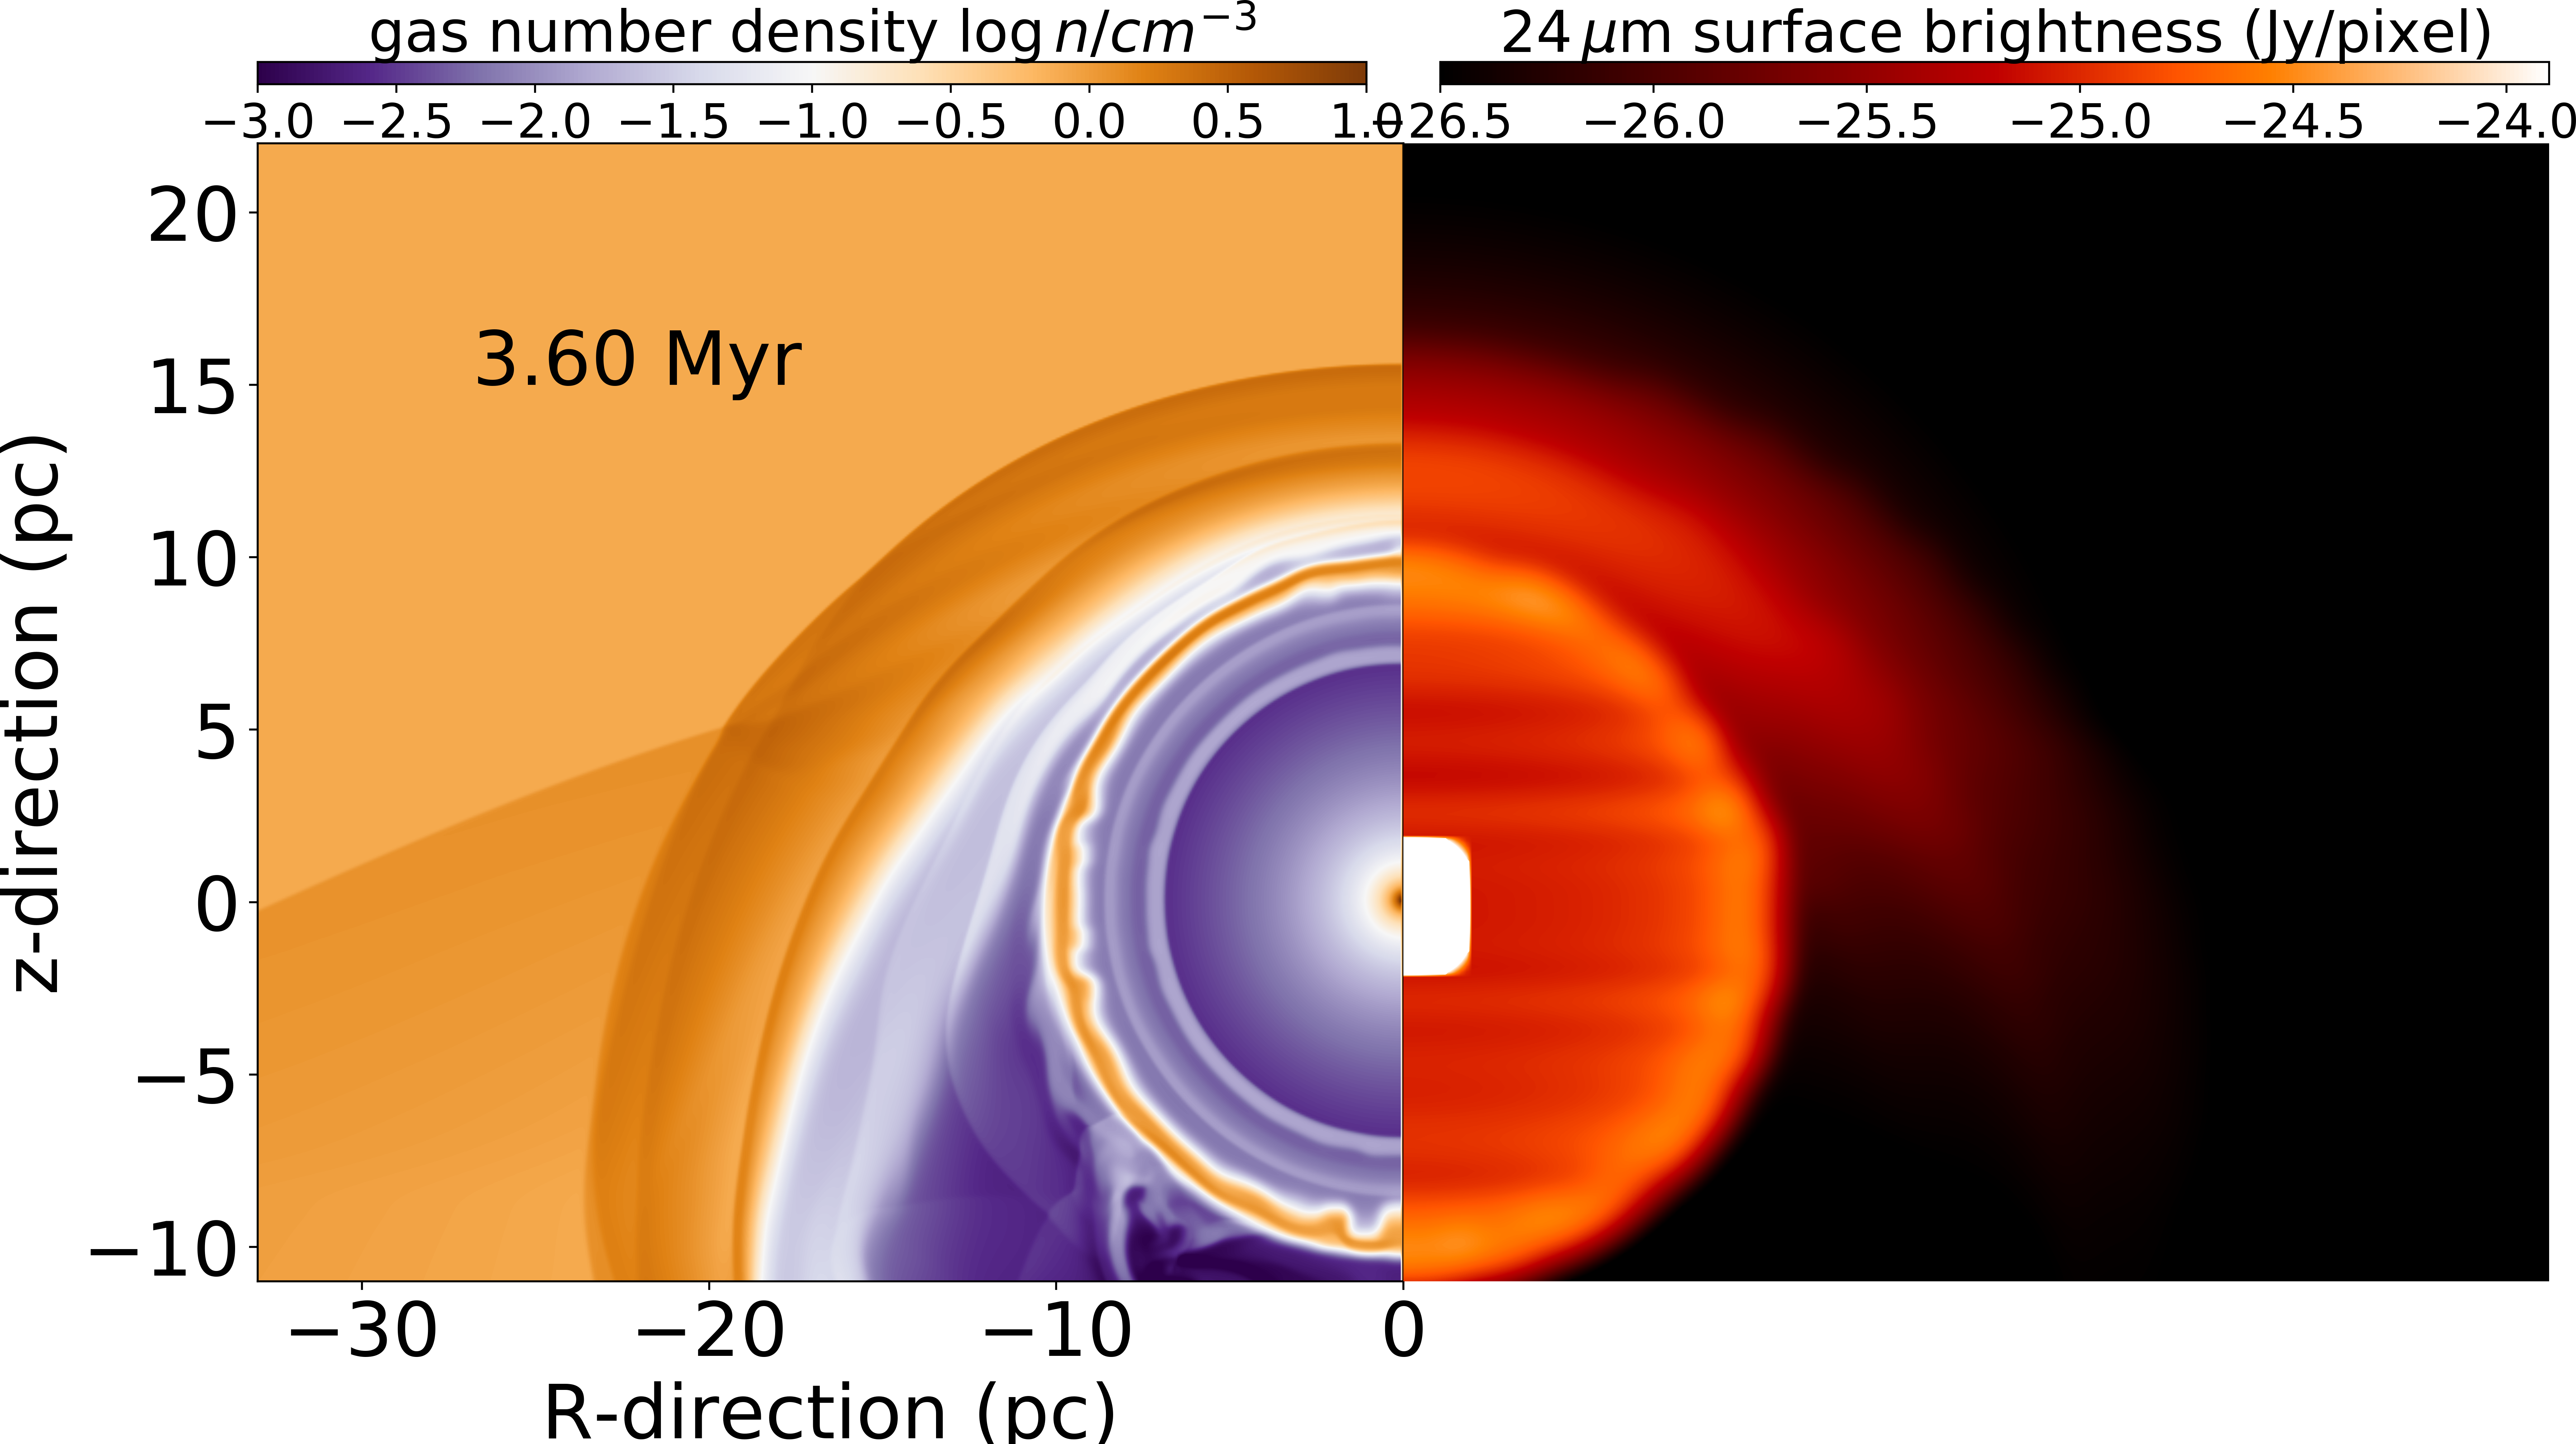 gas number density log n/cm⁻³
24 μm surface brightness (Jy/pixel)
−3.0 −2.5 −2.0 −1.5 −1.0 −0.5 0.0 0.5 1.0
−26.5 −26.0 −25.5 −25.0 −24.5 −24.0
20
15
10
5
0
−5
−10
z-direction (pc)
3.60 Myr
−30 −20 −10 0
R-direction (pc)